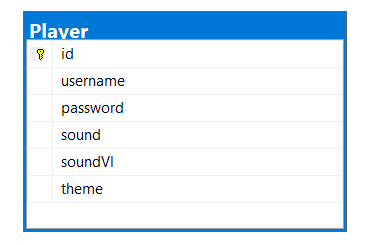 Player
id
username
password
sound
soundVl
theme